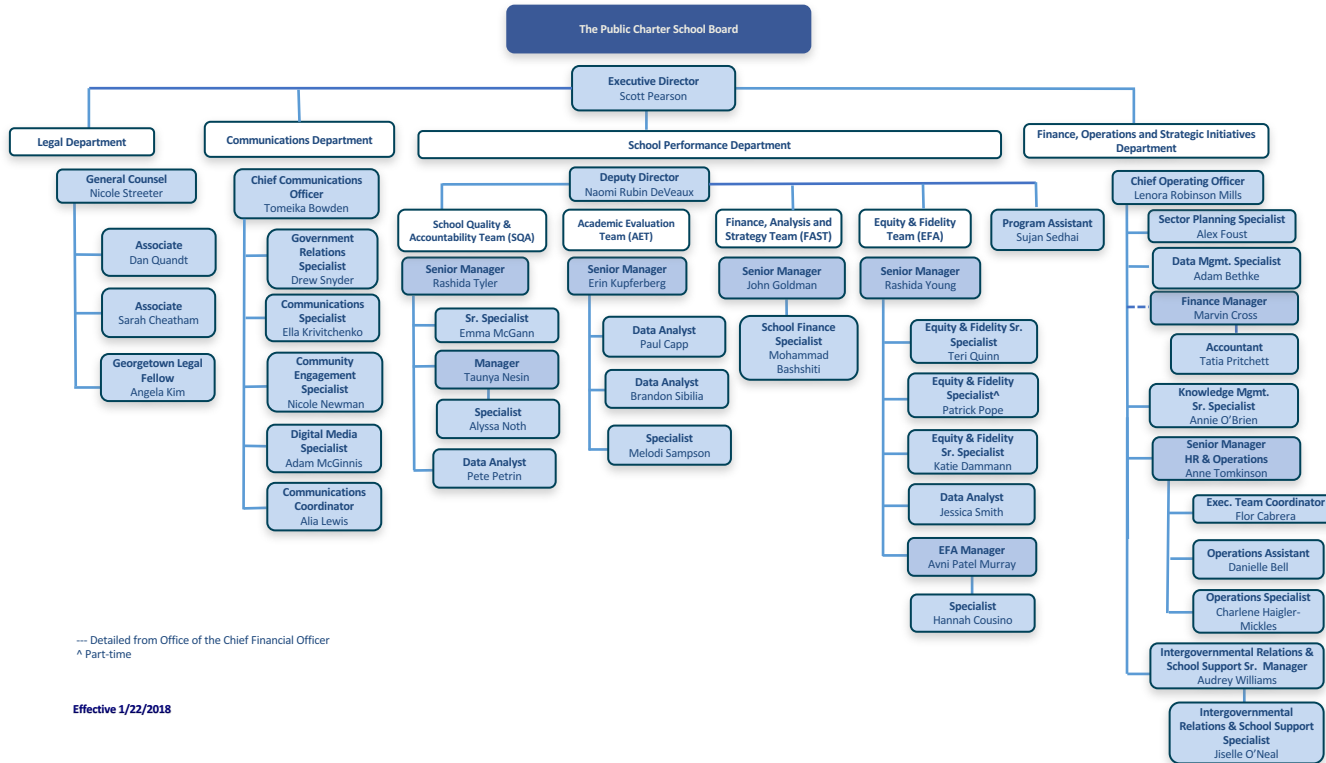 The Public Charter School Board
Executive Director
Scott Pearson
Legal Department
Communications Department
School Performance Department
Finance, Operations and Strategic Initiatives
Department
General Counsel
Nicole Streeter
Associate
Dan Quandt
Associate
Sarah Cheatham
Georgetown Legal
Fellow
Angela Kim
Chief Communications
Officer
Tomeika Bowden
Government
Relations
Specialist
Drew Snyder
Communications
Specialist
Ella Krivitchenko
Community
Engagement
Specialist
Nicole Newman
Digital Media
Specialist
Adam McGinnis
Communications
Coordinator
Alia Lewis
Deputy Director
Naomi Rubin DeVeaux
School Quality &
Accountability Team (SQA)
Senior Manager
Rashida Tyler
Sr. Specialist
Emma McGann
Manager
Taunya Nesin
Specialist
Alyssa Noth
Data Analyst
Pete Petrin
Academic Evaluation
Team (AET)
Senior Manager
Erin Kupferberg
Data Analyst
Paul Capp
Data Analyst
Brandon Sibilia
Specialist
Melodi Sampson
Finance, Analysis and
Strategy Team (FAST)
Senior Manager
John Goldman
School Finance
Specialist
Mohammad
Bashshiti
Equity & Fidelity
Team (EFA)
Senior Manager
Rashida Young
Equity & Fidelity Sr.
Specialist
Teri Quinn
Equity & Fidelity
Specialist^
Patrick Pope
Equity & Fidelity
Sr. Specialist
Katie Dammann
Data Analyst
Jessica Smith
EFA Manager
Avni Patel Murray
Specialist
Hannah Cousino
Program Assistant
Sujan Sedhai
Chief Operating Officer
Lenora Robinson Mills
Sector Planning Specialist
Alex Foust
Data Mgmt. Specialist
Adam Bethke
Finance Manager
Marvin Cross
Accountant
Tatia Pritchett
Knowledge Mgmt.
Sr. Specialist
Annie O'Brien
Senior Manager
HR & Operations
Anne Tomkinson
Exec. Team Coordinator
Flor Cabrera
Operations Assistant
Danielle Bell
Operations Specialist
Charlene Haigler-
Mickles
Intergovernmental Relations &
School Support Sr. Manager
Audrey Williams
Intergovernmental
Relations & School Support
Specialist
Jiselle O'Neal
--- Detailed from Office of the Chief Financial Officer
^ Part-time
Effective 1/22/2018